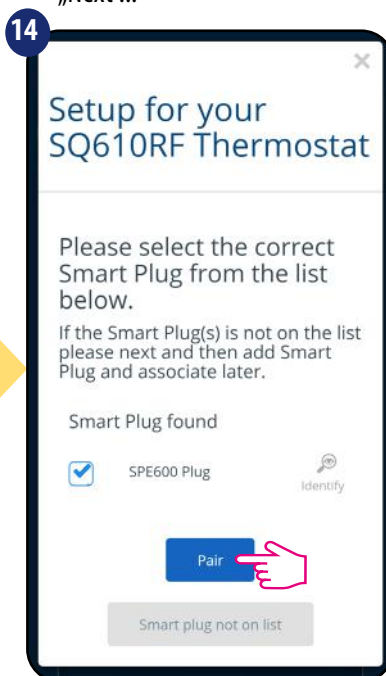 „Next”...
14
×
Setup for your
SQ610RF Thermostat
Please select the correct
Smart Plug from the list
below.
If the Smart Plug(s) is not on the list
please next and then add Smart
Plug and associate later.
Smart Plug found
SPE600 Plug
Identify
Pair
Smart plug not on list